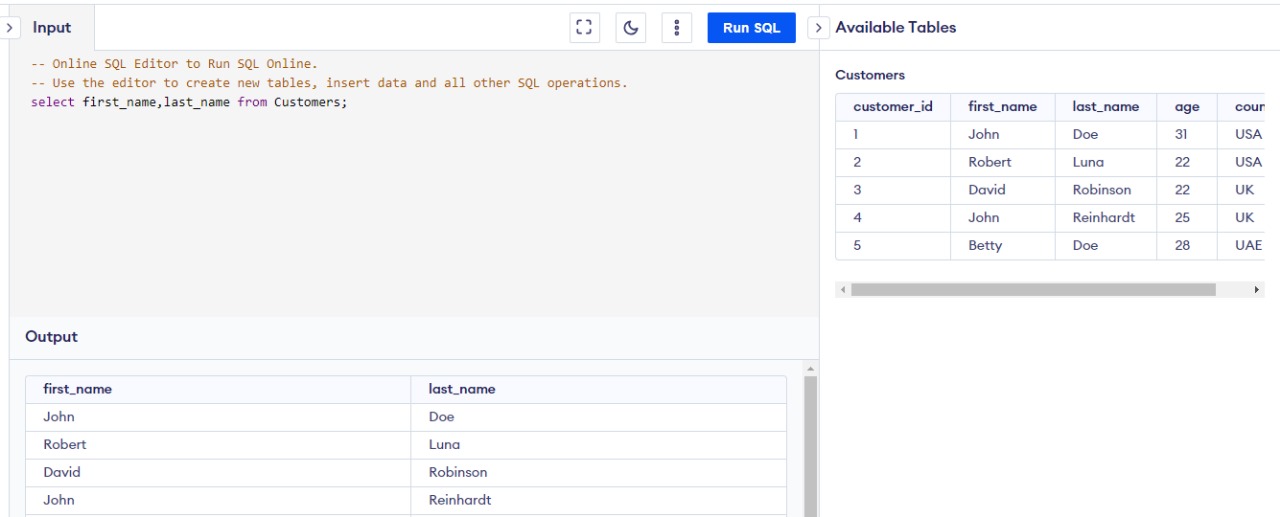 Input
Run SQL
-- Online SQL Editor to Run SQL Online.
-- Use the editor to create new tables, insert data and all other SQL operations.
select first_name,last_name from Customers;
Output
first_name last_name
John Doe
Robert Luna
David Robinson
John Reinhardt
Available Tables
Customers
customer_id first_name last_name age coun
1 John Doe 31 USA
2 Robert Luna 22 USA
3 David Robinson 22 UK
4 John Reinhardt 25 UK
5 Betty Doe 28 UAE